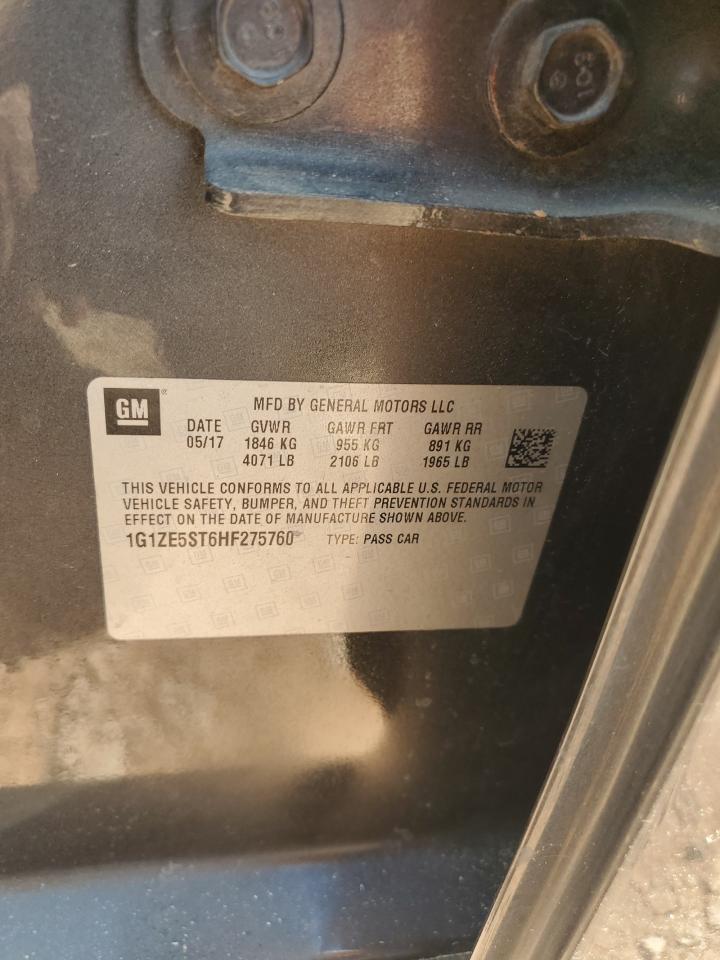 GM
MFD BY GENERAL MOTORS LLC
DATE GVWR GAWR FRT GAWR RR
05/17 1846 KG 955 KG 891 KG
4071 LB 2106 LB 1965 LB
THIS VEHICLE CONFORMS TO ALL APPLICABLE U.S. FEDERAL MOTOR
VEHICLE SAFETY, BUMPER, AND THEFT PREVENTION STANDARDS IN
EFFECT ON THE DATE OF MANUFACTURE SHOWN ABOVE.
1G1ZE5ST6HF275760 TYPE: PASS CAR